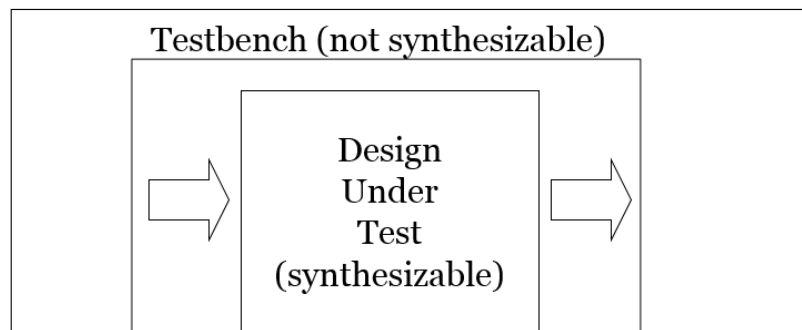 Testbench (not synthesizable)
Design
Under
Test
(synthesizable)